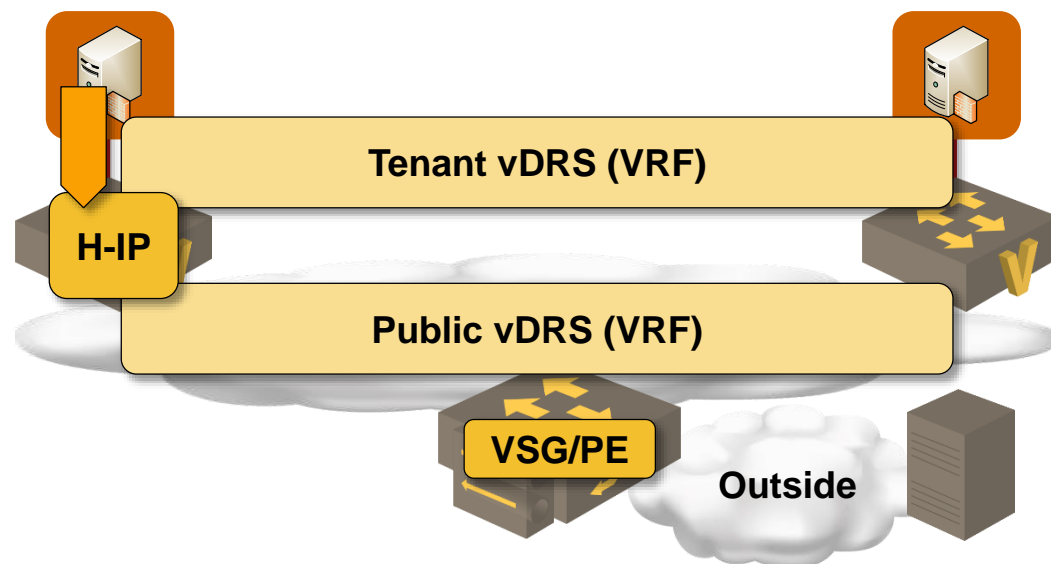 Tenant vDRS (VRF)
H-IP
V
V
Public vDRS (VRF)
VSG/PE
Outside